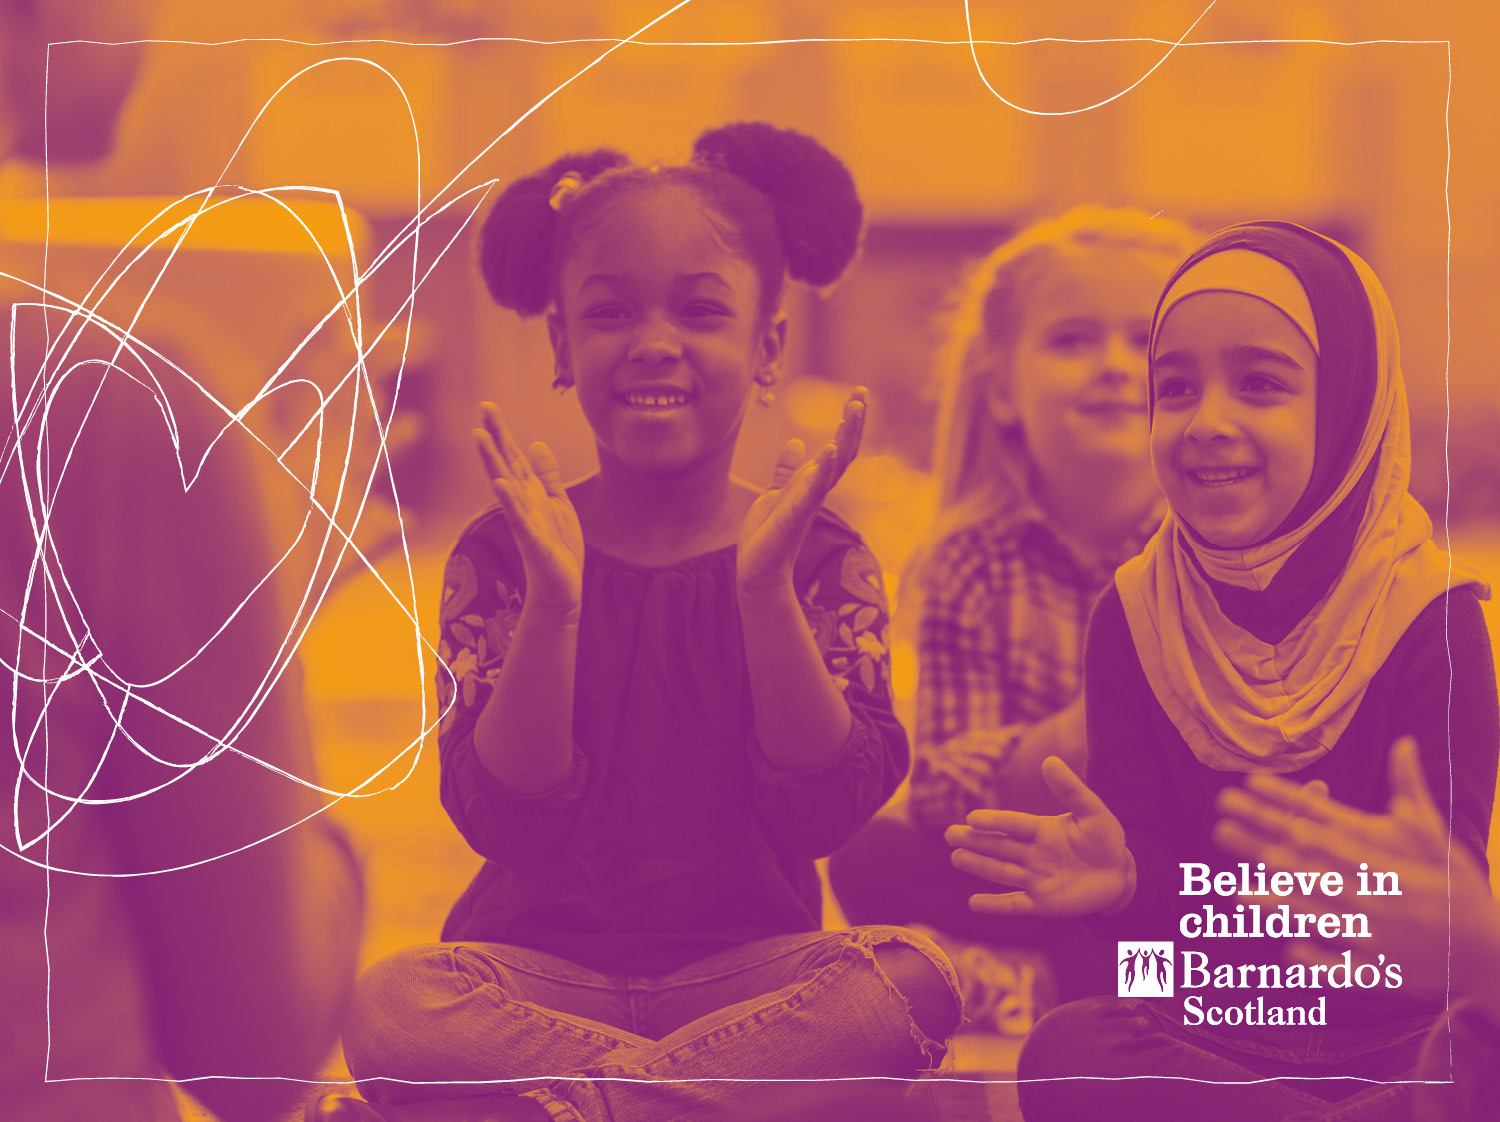 Believe in
children
Barnardo's
Scotland